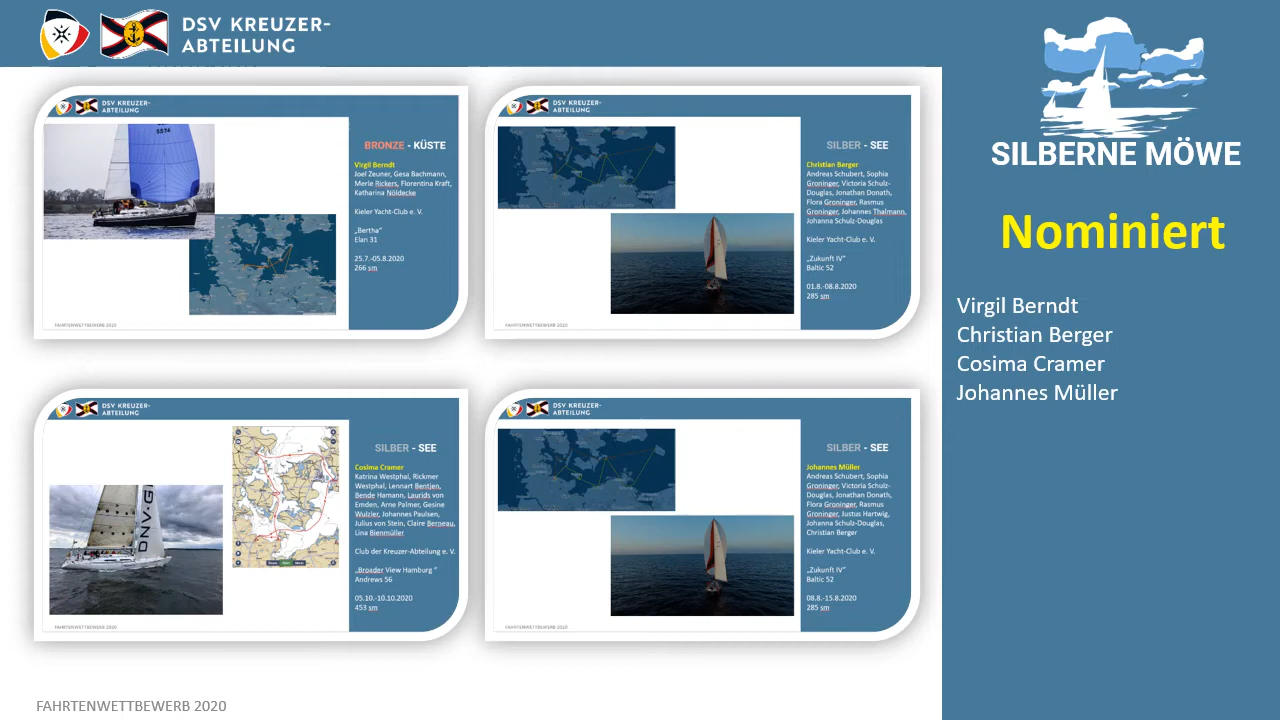 DSV KREUZER-
ABTEILUNG
DSV KREUZER-
ABTEILUNG
5574
BRONZE - KÜSTE
Virgil Berndt
Joel Zeuner, Gesa Bachmann,
Merle Rickers, Florentina Kraft,
Katharina Nöldecke
Kieler Yacht-Club e. V.
„Bertha“
Elan 31
25.7.-05.8.2020
266 sm
FAHRTENWETTBEWERB 2020
DSV KREUZER-
ABTEILUNG
SILBER - SEE
Christian Berger
Andreas Schubert, Sophia
Groninger, Victoria Schulz-
Douglas, Jonathan Donath,
Flora Groninger, Rasmus
Groninger, Johannes Thalmann,
Johanna Schulz-Douglas
Kieler Yacht-Club e. V.
„Zukunft IV“
Baltic 52
01.8.-08.8.2020
285 sm
FAHRTENWETTBEWERB 2020
DSV KREUZER-
ABTEILUNG
DNV·G
SILBER - SEE
Cosima Cramer
Katrina Westphal, Rickmer
Westphal, Lennart Bentjen,
Bende Hamann, Laurids von
Emden, Arne Palmer, Gesine
Wulzler, Johannes Paulsen,
Julius von Stein, Claire Berneau,
Lina Bienmüller
Club der Kreuzer-Abteilung e. V.
„Broader View Hamburg “
Andrews 56
05.10.-10.10.2020
453 sm
FAHRTENWETTBEWERB 2020
DSV KREUZER-
ABTEILUNG
SILBER - SEE
Johannes Müller
Andreas Schubert, Sophia
Groninger, Victoria Schulz-
Douglas, Jonathan Donath,
Flora Groninger, Rasmus
Groninger, Justus Hartwig,
Johanna Schulz-Douglas,
Christian Berger
Kieler Yacht-Club e. V.
„Zukunft IV“
Baltic 52
08.8.-15.8.2020
285 sm
FAHRTENWETTBEWERB 2020
SILBERNE MÖWE
Nominiert
Virgil Berndt
Christian Berger
Cosima Cramer
Johannes Müller
FAHRTENWETTBEWERB 2020